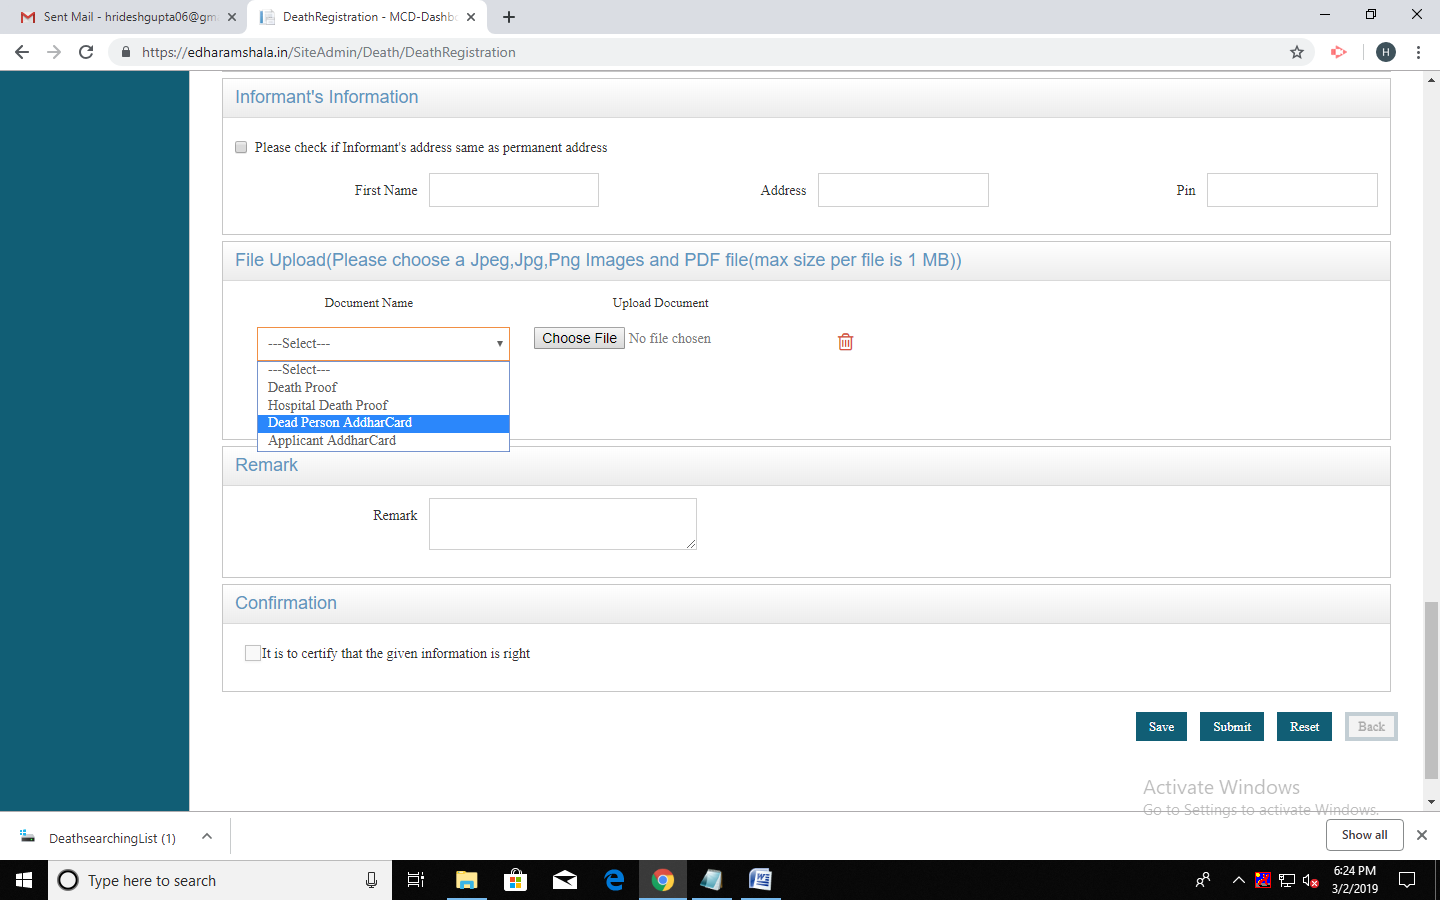 Sent Mail - hrideshgupta06@gm
DeathRegistration - MCD-Dashbo
https://edharamshala.in/SiteAdmin/Death/DeathRegistration
H
Informant's Information
Please check if Informant's address same as permanent address
First Name
Address
Pin
File Upload(Please choose a Jpeg,Jpg,Png Images and PDF file(max size per file is 1 MB))
Document Name
Upload Document
---Select---
Choose File No file chosen
---Select---
Death Proof
Hospital Death Proof
Dead Person AddharCard
Applicant AddharCard
Remark
Remark
Confirmation
It is to certify that the given information is right
Save
Submit
Reset
Back
Activate Windows
Go to Settings to activate Windows.
DeathsearchingList (1)
Show all
Type here to search
6:24 PM
3/2/2019